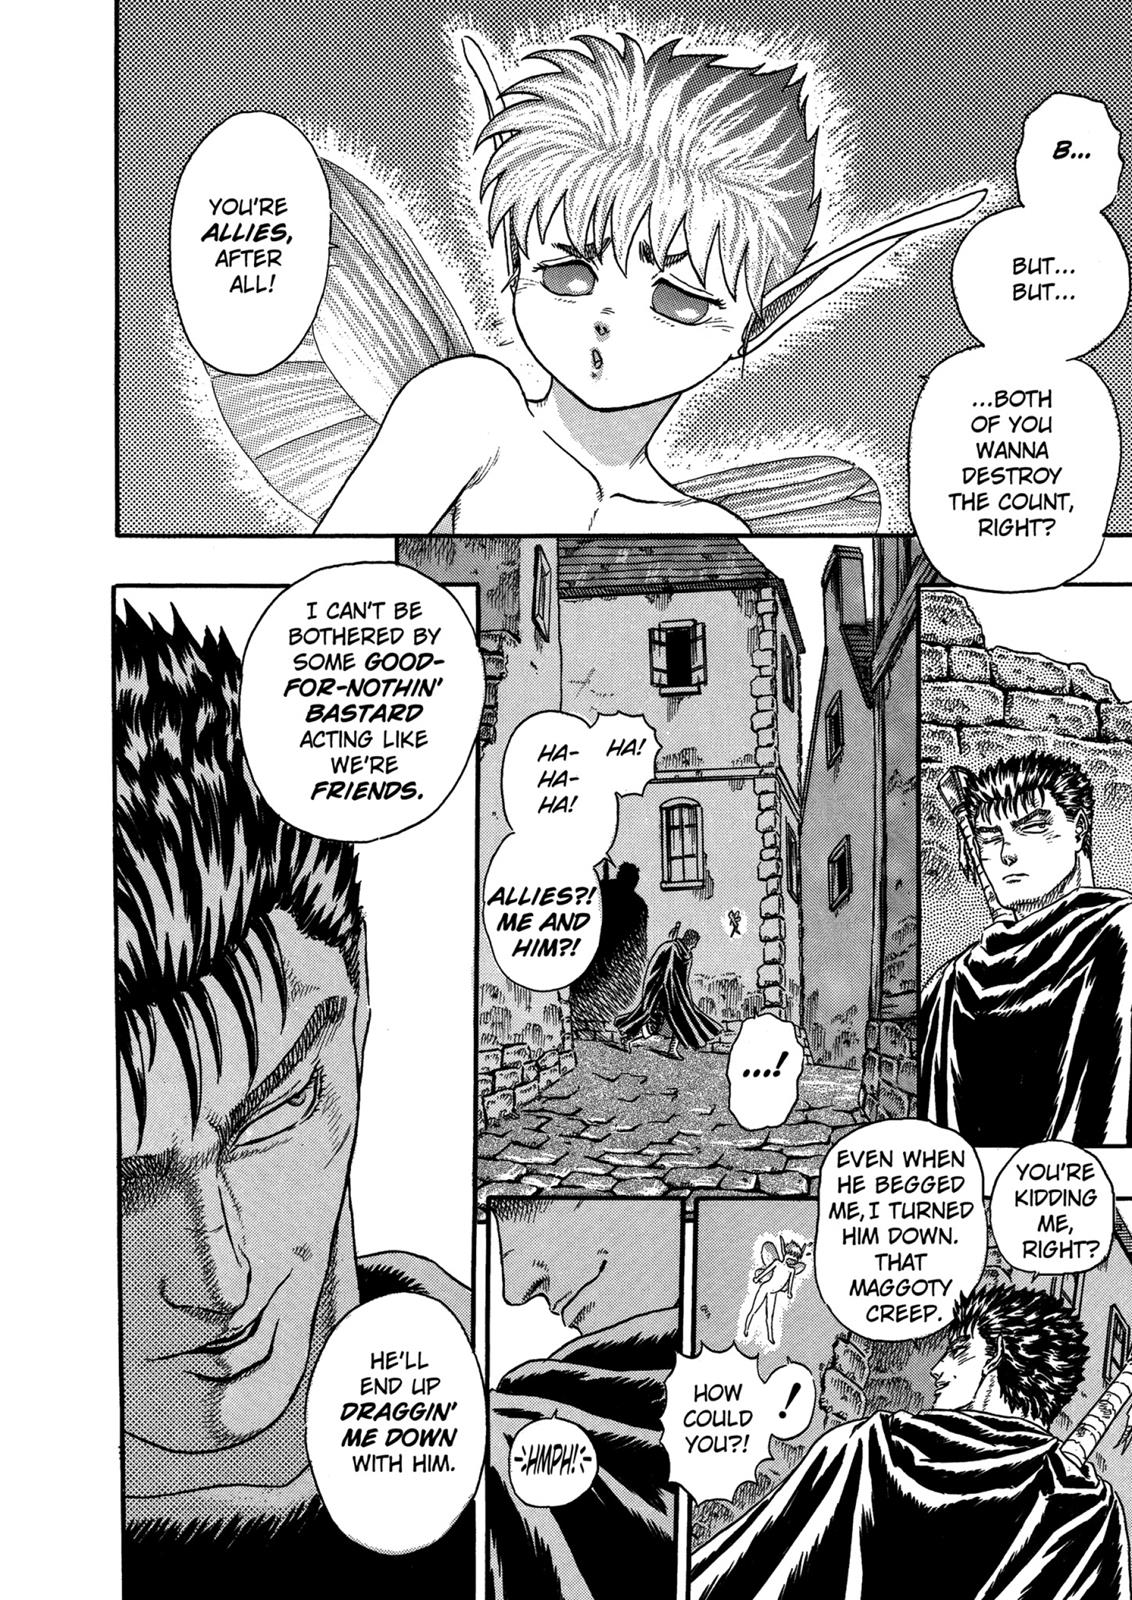 B...
BUT...
BUT...
...BOTH
OF YOU
WANNA
DESTROY
THE COUNT,
RIGHT?
YOU'RE
ALLIES,
AFTER
ALL!
HA!
HA-
HA-
HA!
ALLIES?!
ME AND
HIM?!
....!
YOU'RE
KIDDING
ME,
RIGHT?
EVEN WHEN
HE BEGGED
ME, I TURNED
HIM DOWN.
THAT
MAGGOTY
CREEP.
!
HOW
COULD
YOU?!
HMPH!
I CAN'T BE
BOTHERED BY
SOME GOOD-
FOR-NOTHIN'
BASTARD
ACTING LIKE
WE'RE
FRIENDS.
HE'LL
END UP
DRAGGIN'
ME DOWN
WITH HIM.